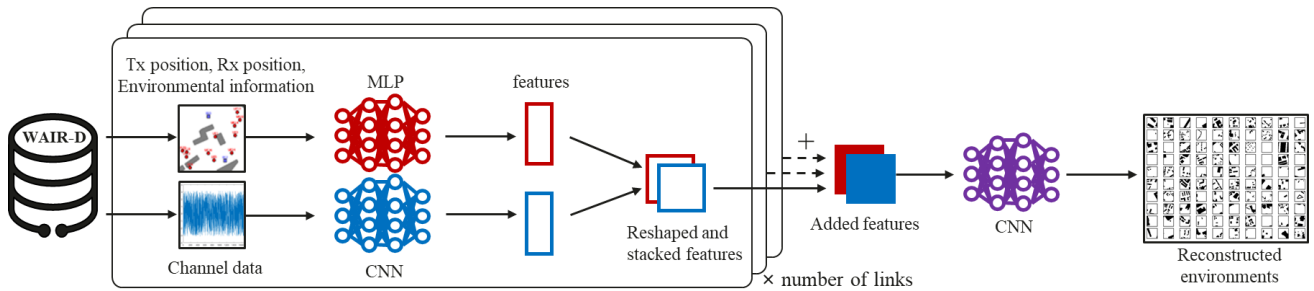 Tx position, Rx position,
Environmental information
MLP
features
WAIR-D
+
Channel data
CNN
Reshaped and
stacked features
× number of links
Added features
CNN
Reconstructed
environments